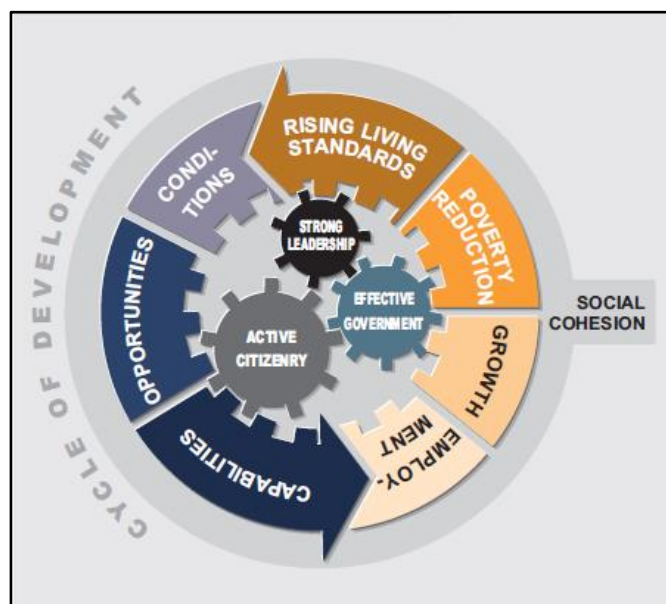 CYCLE OF DEVELOPMENT
RISING LIVING
STANDARDS
POVERTY
REDUCTION
GROWTH
EMPLOY-
MENT
CAPABILITIES
OPPORTUNITIES
CONDI-
TIONS
STRONG
LEADERSHIP
EFFECTIVE
GOVERNMENT
ACTIVE
CITIZENRY
SOCIAL
COHESION